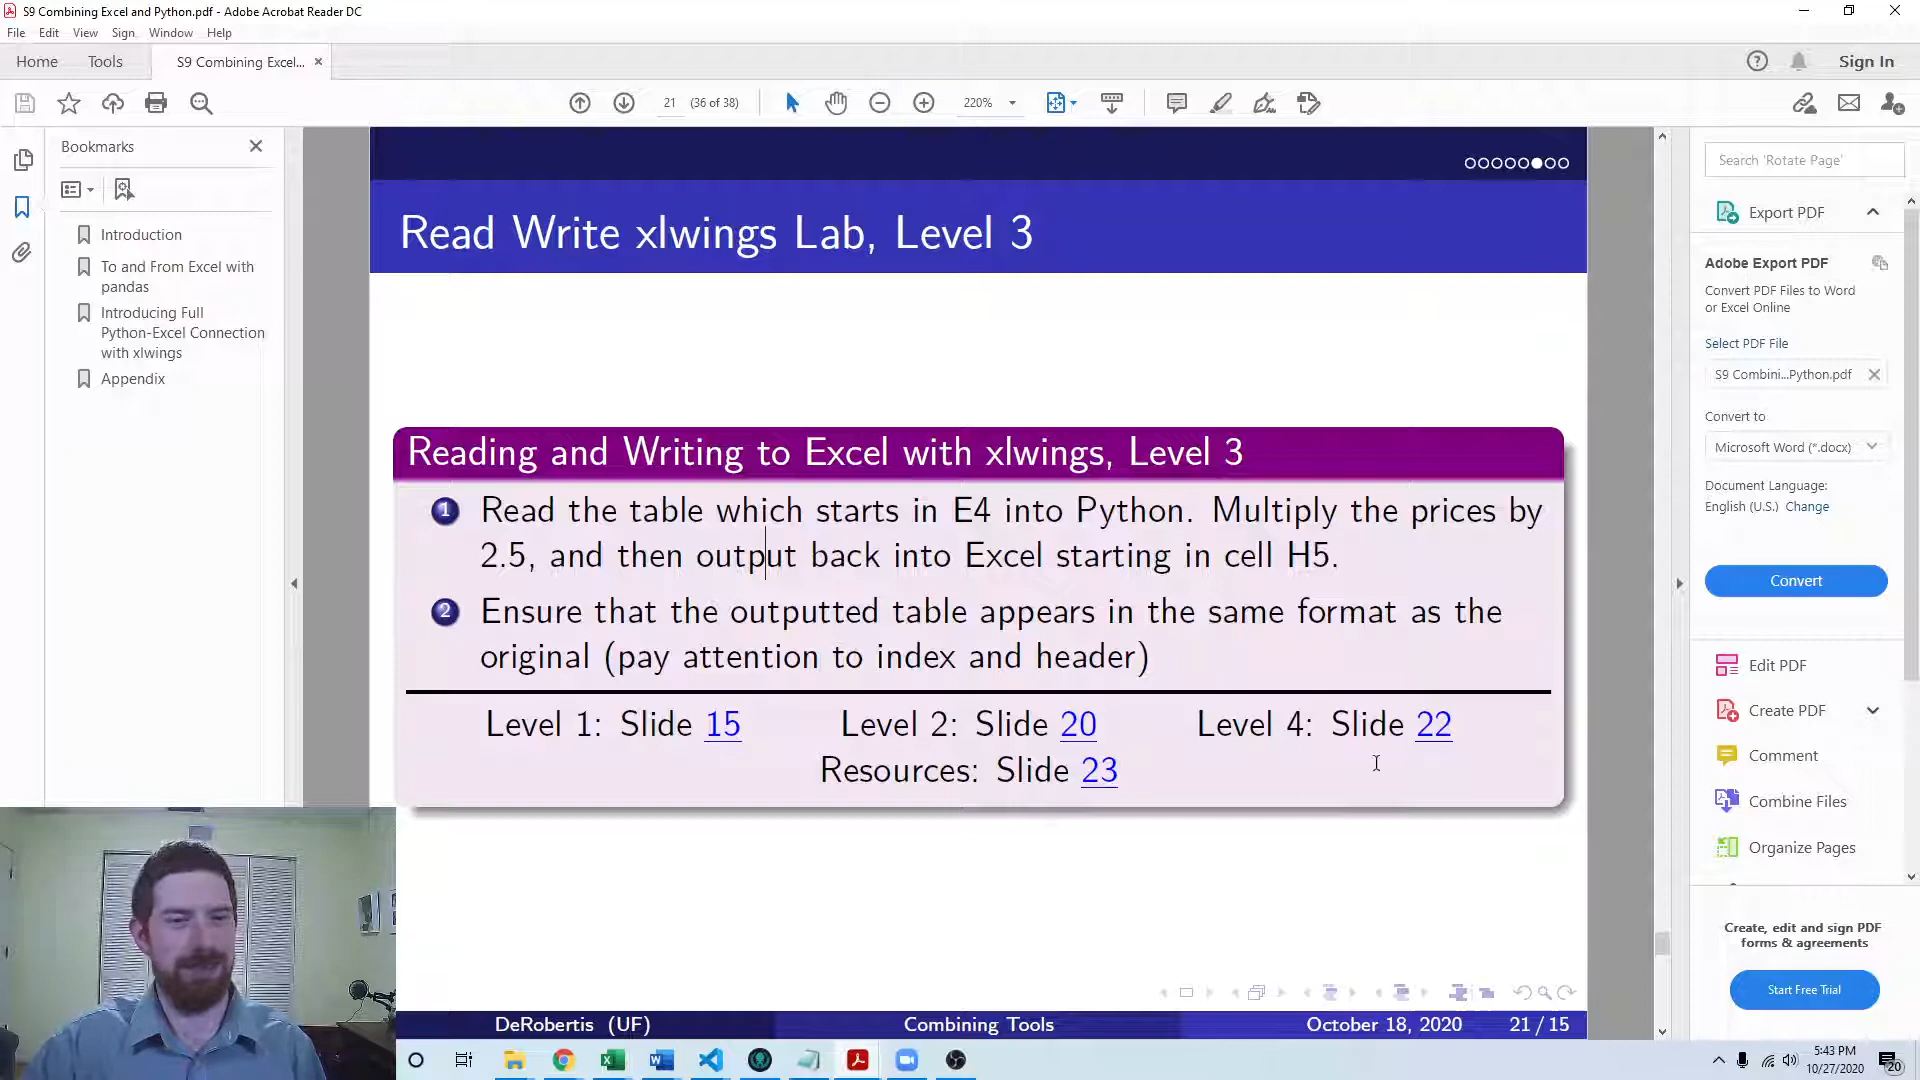 S9 Combining Excel and Python.pdf - Adobe Acrobat Reader DC
File Edit View Sign Window Help
Home Tools S9 Combining Excel... Sign In
21 (36 of 38) 220%
Bookmarks
Introduction
To and From Excel with
pandas
Introducing Full
Python-Excel Connection
with xlwings
Appendix
Read Write xlwings Lab, Level 3
Reading and Writing to Excel with xlwings, Level 3
1 Read the table which starts in E4 into Python. Multiply the prices by
2.5, and then output back into Excel starting in cell H5.
2 Ensure that the outputted table appears in the same format as the
original (pay attention to index and header)
Level 1: Slide 15 Level 2: Slide 20 Level 4: Slide 22
Resources: Slide 23
DeRobertis (UF) Combining Tools October 18, 2020 21 / 15
Search 'Rotate Page'
Export PDF
Adobe Export PDF
Convert PDF Files to Word
or Excel Online
Select PDF File
S9 Combini...Python.pdf
Convert to
Microsoft Word (*.docx)
Document Language:
English (U.S.) Change
Convert
Edit PDF
Create PDF
Comment
Combine Files
Organize Pages
Create, edit and sign PDF
forms & agreements
Start Free Trial
5:43 PM
10/27/2020
20